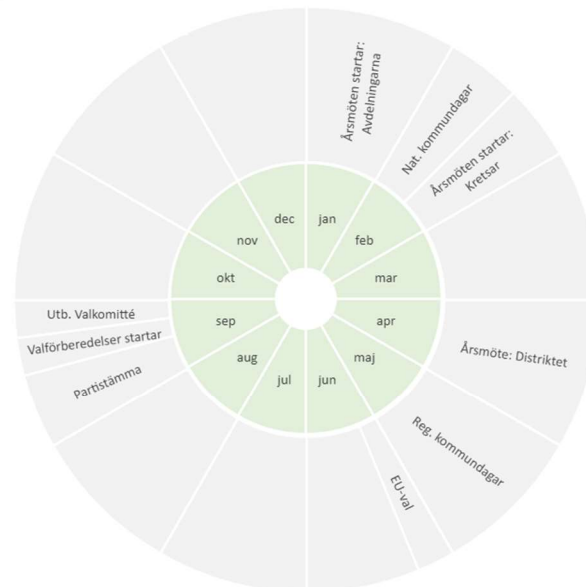 Årsmöten startar:
Avdelningarna
Nat. kommundagar
Årsmöten startar:
Kretsar
Årsmöte: Distriktet
Reg. kommundagar
EU-val
Partistämma
Valförberedelser startar
Utb. Valkomitté
jan
feb
mar
apr
maj
jun
jul
aug
sep
okt
nov
dec